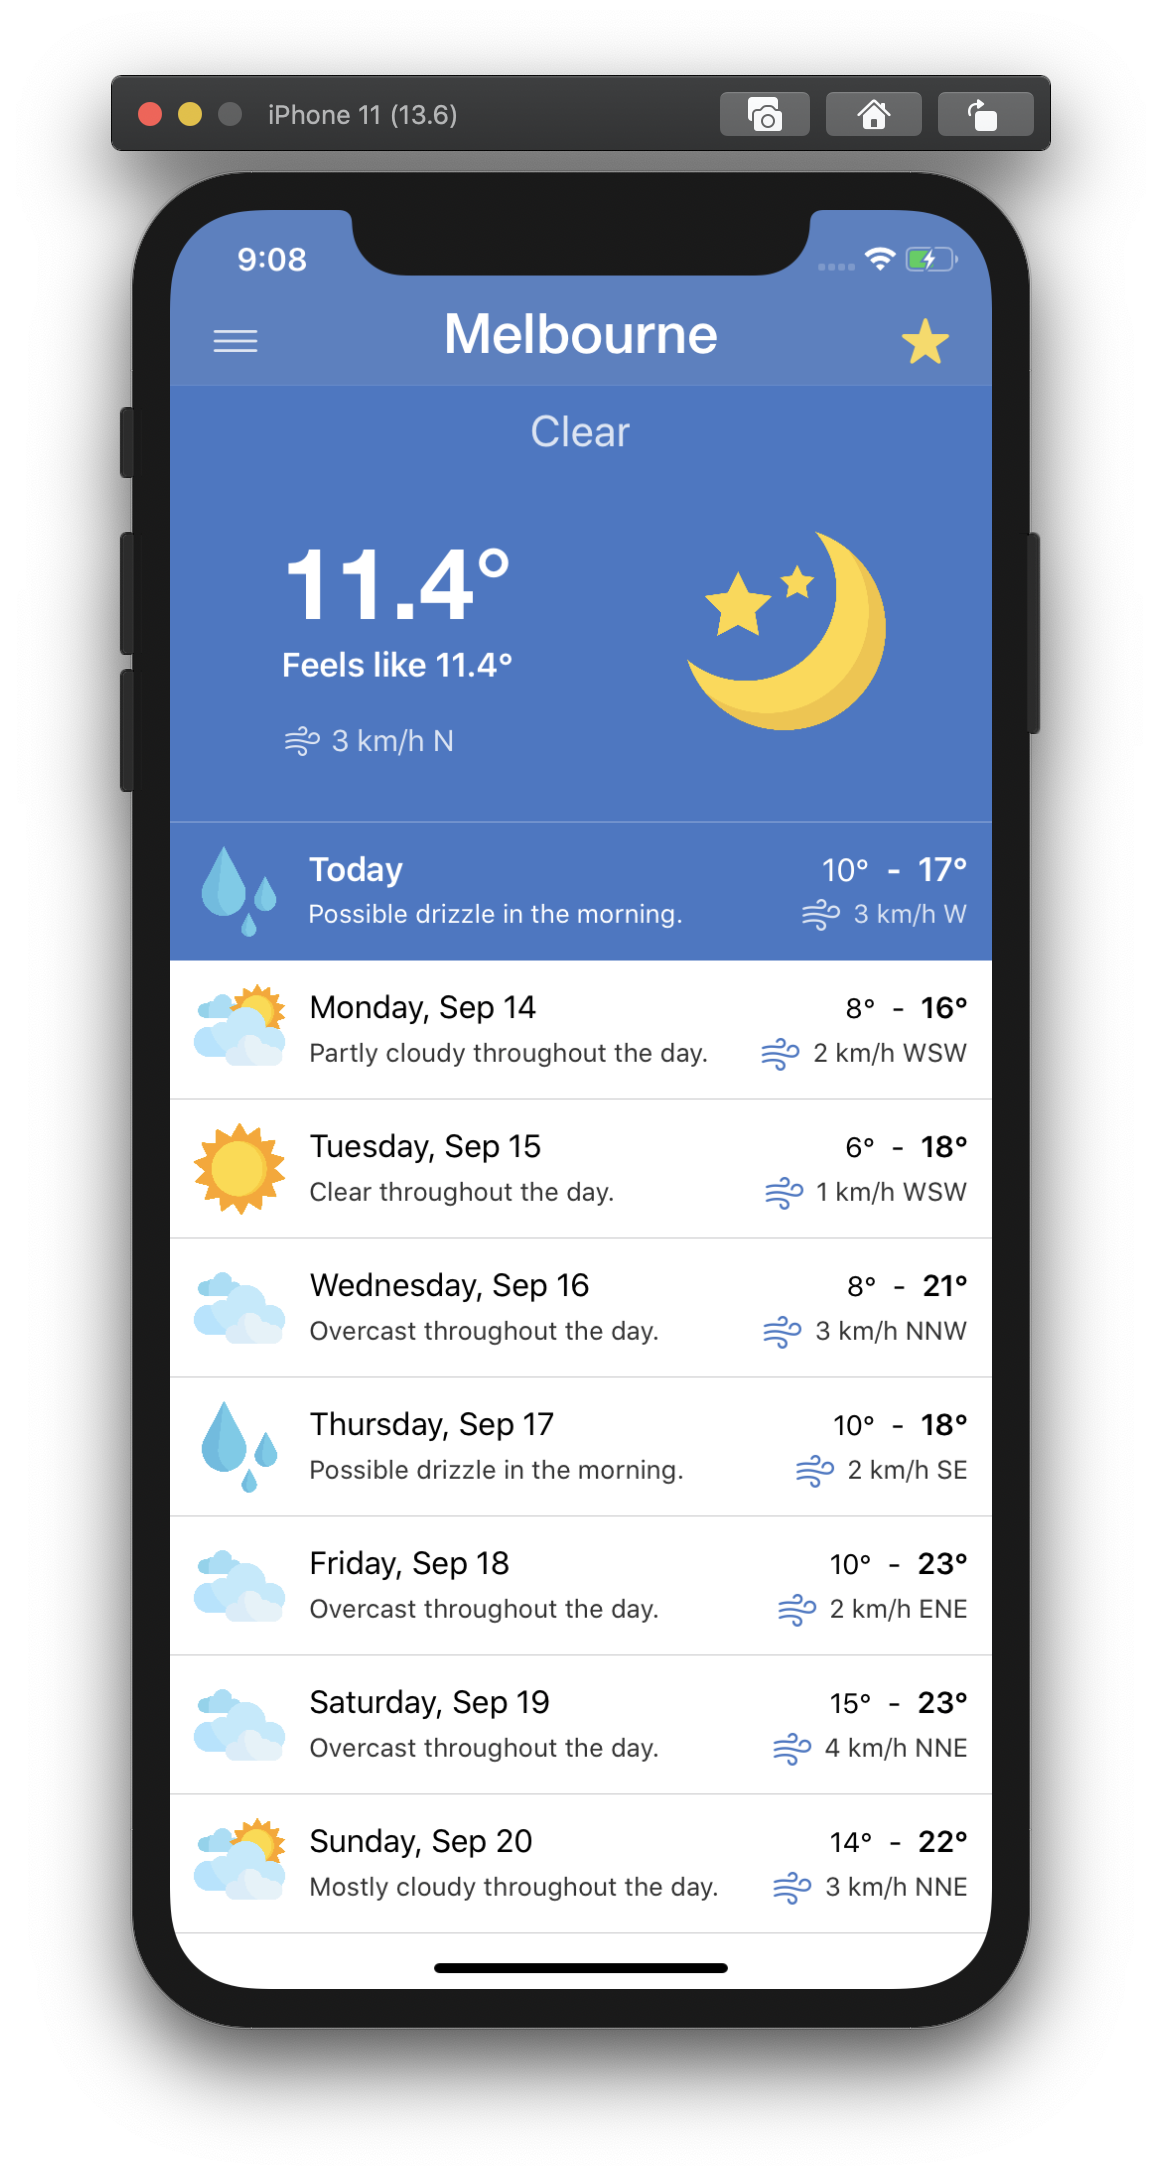 iPhone 11 (13.6)
9:08
Melbourne
Clear
11.4°
Feels like 11.4°
3 km/h N
Today 10° - 17°
Possible drizzle in the morning. 3 km/h W
Monday, Sep 14 8° - 16°
Partly cloudy throughout the day. 2 km/h WSW
Tuesday, Sep 15 6° - 18°
Clear throughout the day. 1 km/h WSW
Wednesday, Sep 16 8° - 21°
Overcast throughout the day. 3 km/h NNW
Thursday, Sep 17 10° - 18°
Possible drizzle in the morning. 2 km/h SE
Friday, Sep 18 10° - 23°
Overcast throughout the day. 2 km/h ENE
Saturday, Sep 19 15° - 23°
Overcast throughout the day. 4 km/h NNE
Sunday, Sep 20 14° - 22°
Mostly cloudy throughout the day. 3 km/h NNE